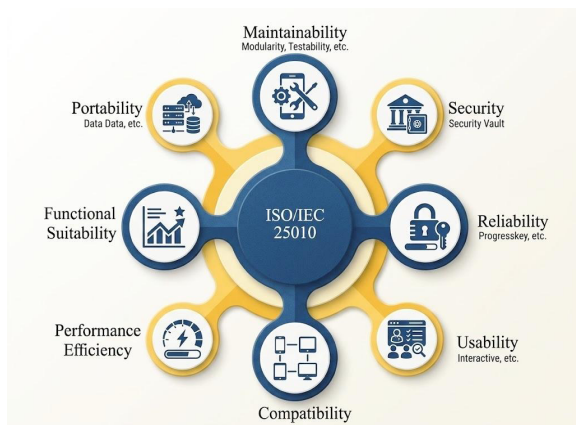 Maintainability
Modularity, Testability, etc.
Portability
Data Data, etc.
Security
Security Vault
Functional
Suitability
ISO/IEC
25010
Reliability
Progresskey, etc.
Performance
Efficiency
Usability
Interactive, etc.
Compatibility